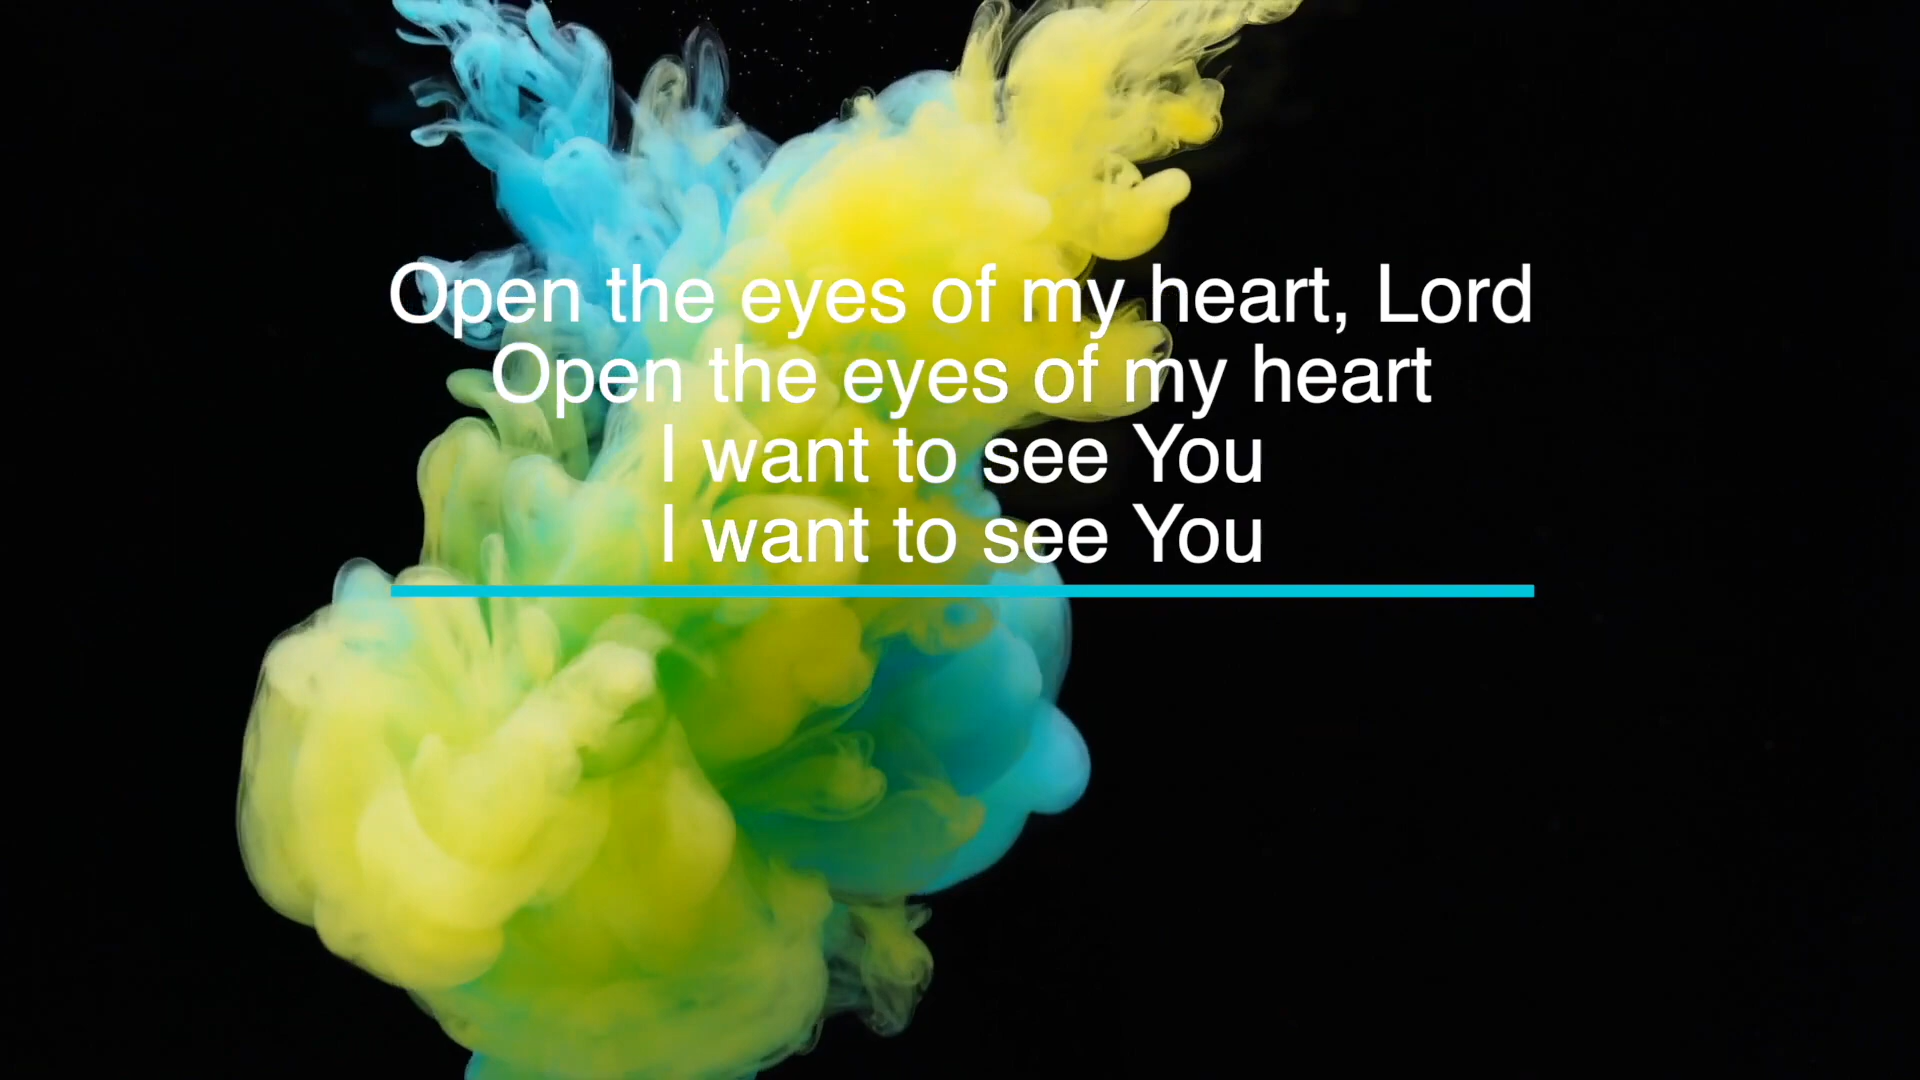 Open the eyes of my heart, Lord
Open the eyes of my heart
I want to see You
I want to see You